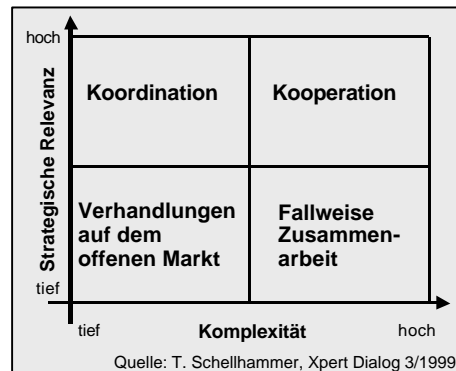 hoch
Strategische Relevanz
Koordination
Kooperation
Verhandlungen
auf dem
offenen Markt
Fallweise
Zusammen-
arbeit
tief
tief
Komplexität
hoch
Quelle: T. Schellhammer, Xpert Dialog 3/1999